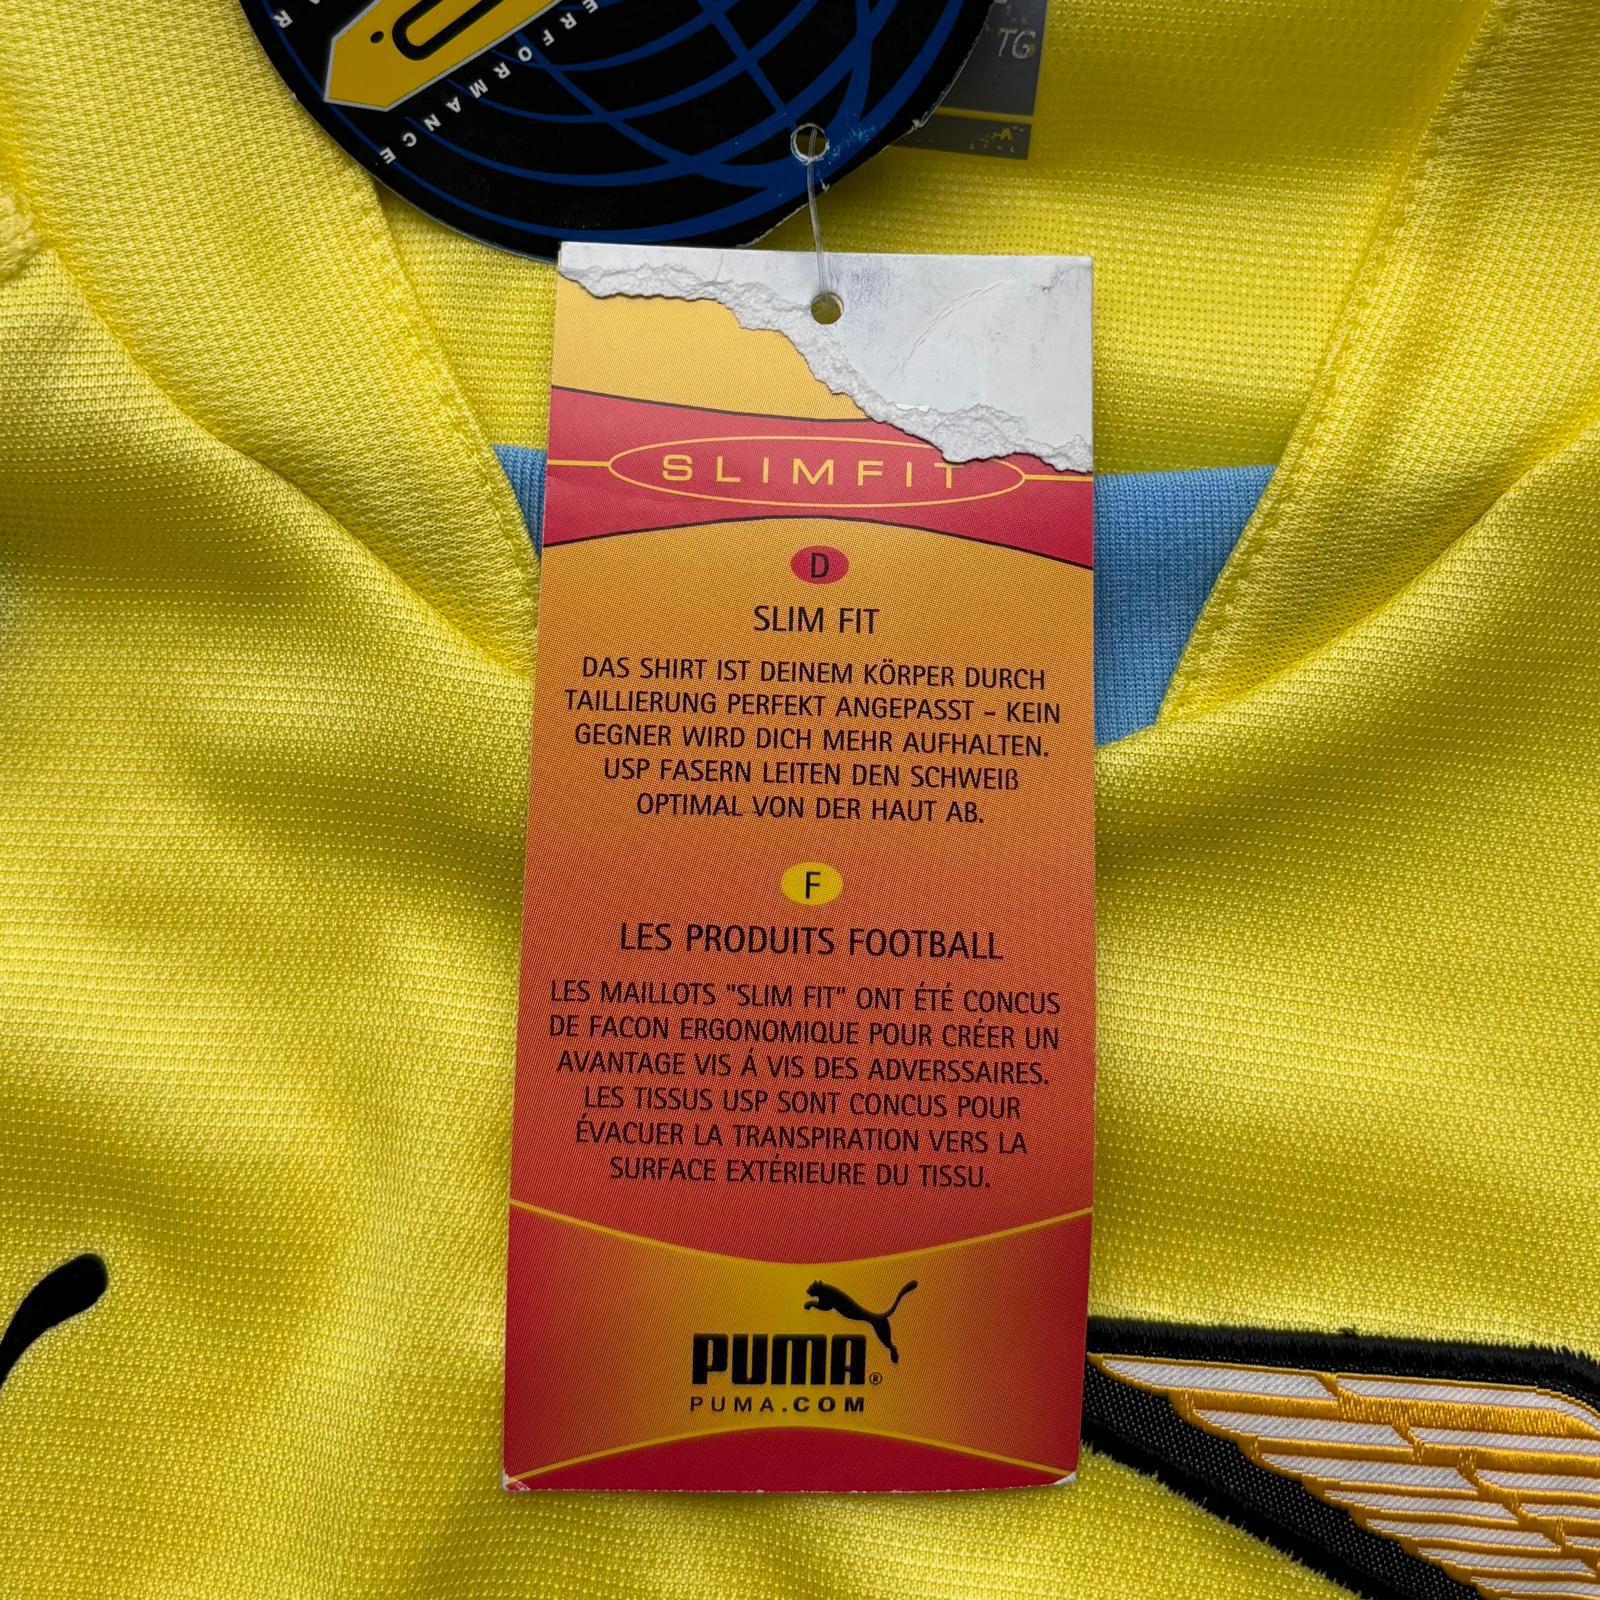 ERFORMANCE
TG
SLIMFIT
D
SLIM FIT
DAS SHIRT IST DEINEM KÖRPER DURCH
TAILLIERUNG PERFEKT ANGEPASST – KEIN
GEGNER WIRD DICH MEHR AUFHALTEN.
USP FASERN LEITEN DEN SCHWEIß
OPTIMAL VON DER HAUT AB.
F
LES PRODUITS FOOTBALL
LES MAILLOTS "SLIM FIT" ONT ÉTÉ CONCUS
DE FACON ERGONOMIQUE POUR CRÉER UN
AVANTAGE VIS Á VIS DES ADVERSSAIRES.
LES TISSUS USP SONT CONCUS POUR
ÉVACUER LA TRANSPIRATION VERS LA
SURFACE EXTÉRIEURE DU TISSU.
PUMA®
PUMA.COM